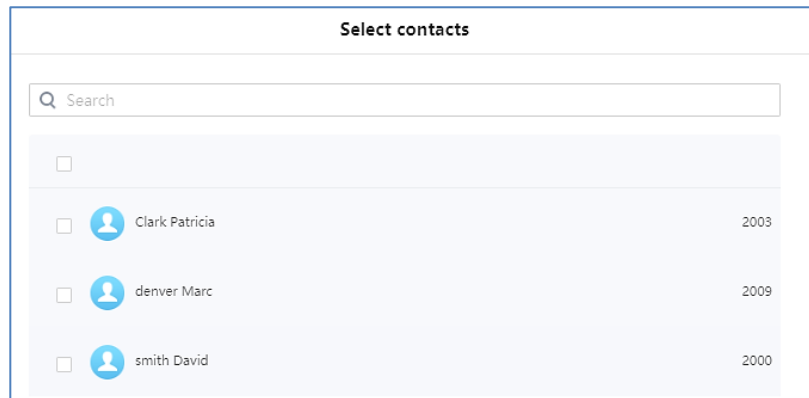 Select contacts
Search
Clark Patricia 2003
denver Marc 2009
smith David 2000